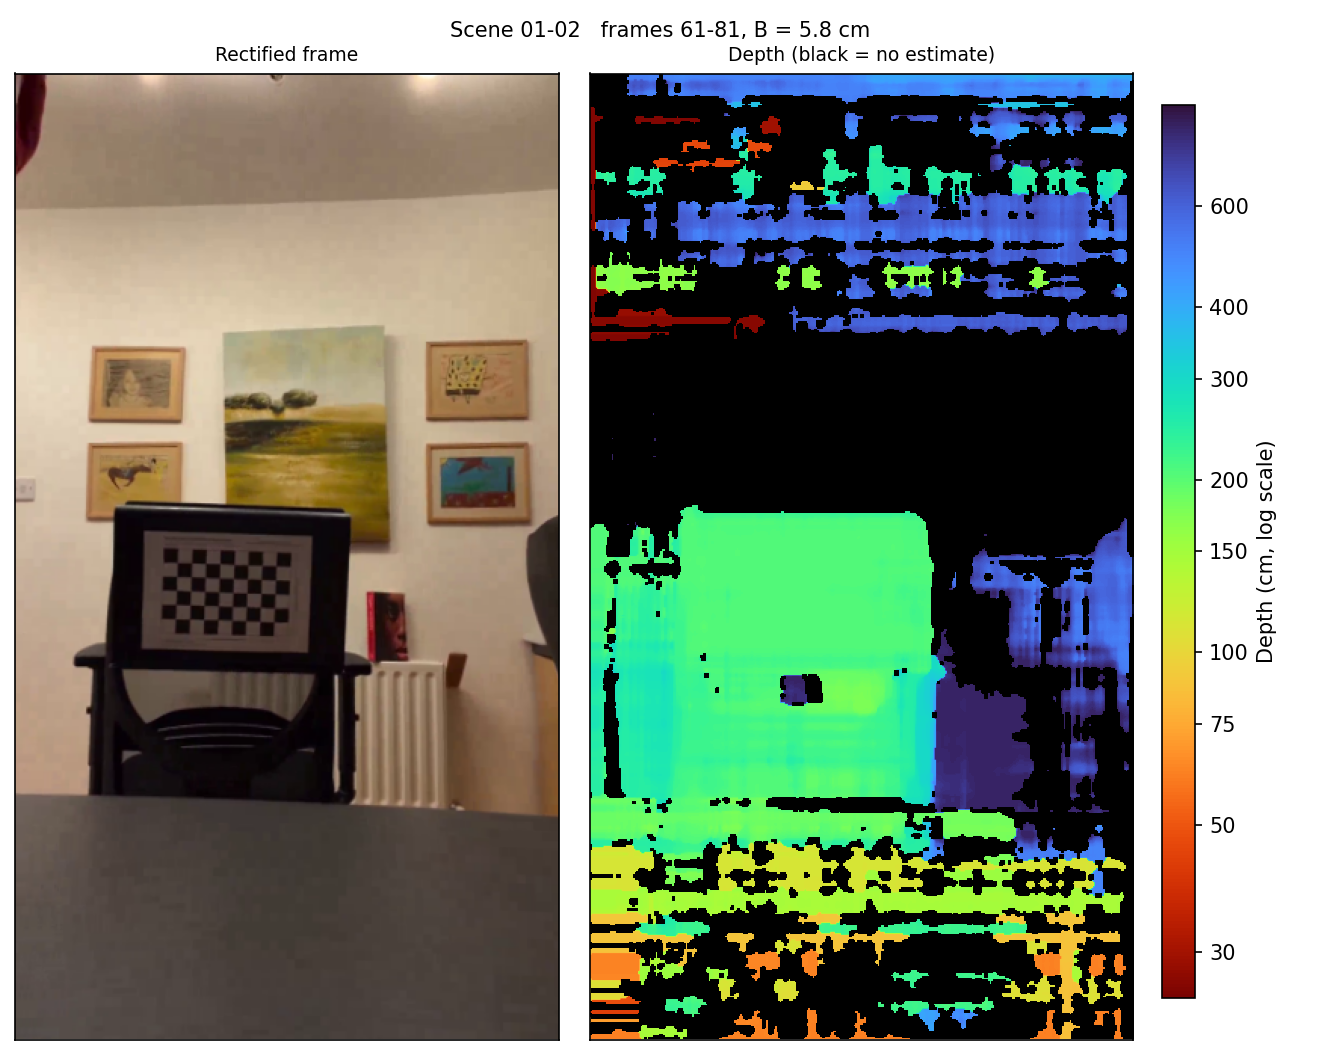 Scene 01-02   frames 61-81, B = 5.8 cm
Rectified frame
Depth (black = no estimate)
600
400
300
200
150
100
75
50
30
Depth (cm, log scale)